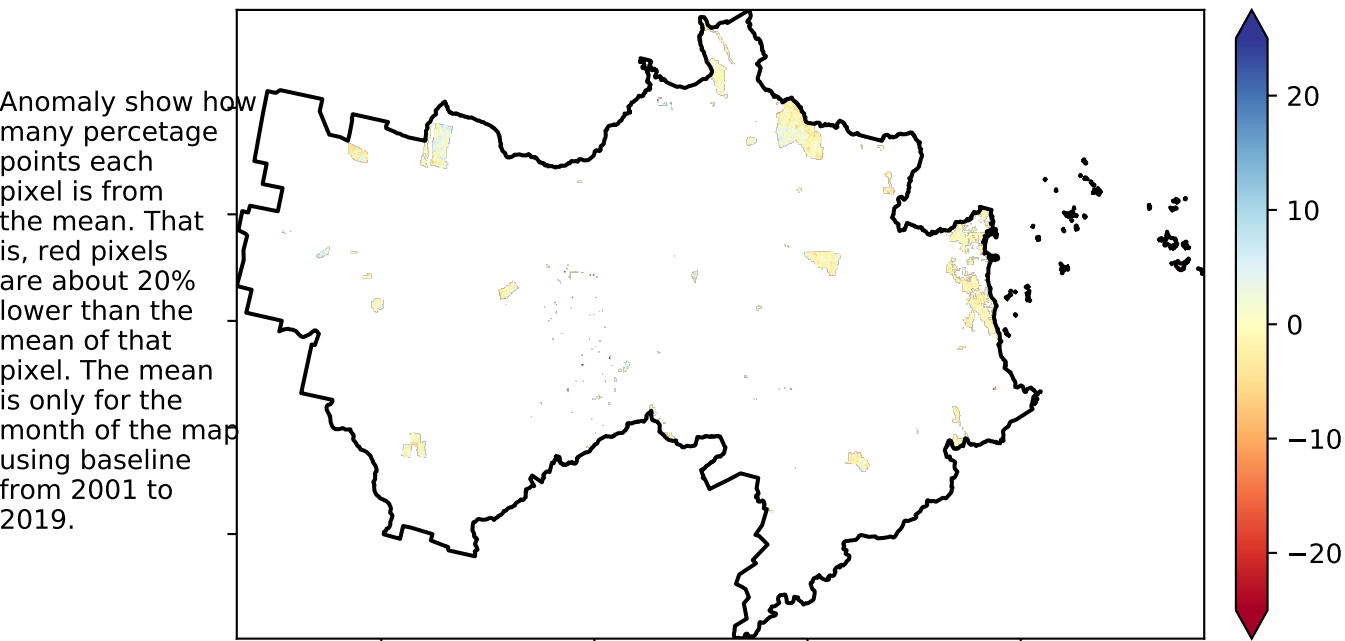 Anomaly show how
many percetage
points each
pixel is from
the mean. That
is, red pixels
are about 20%
lower than the
mean of that
pixel. The mean
is only for the
month of the map
using baseline
from 2001 to
2019.
20
10
0
−10
−20